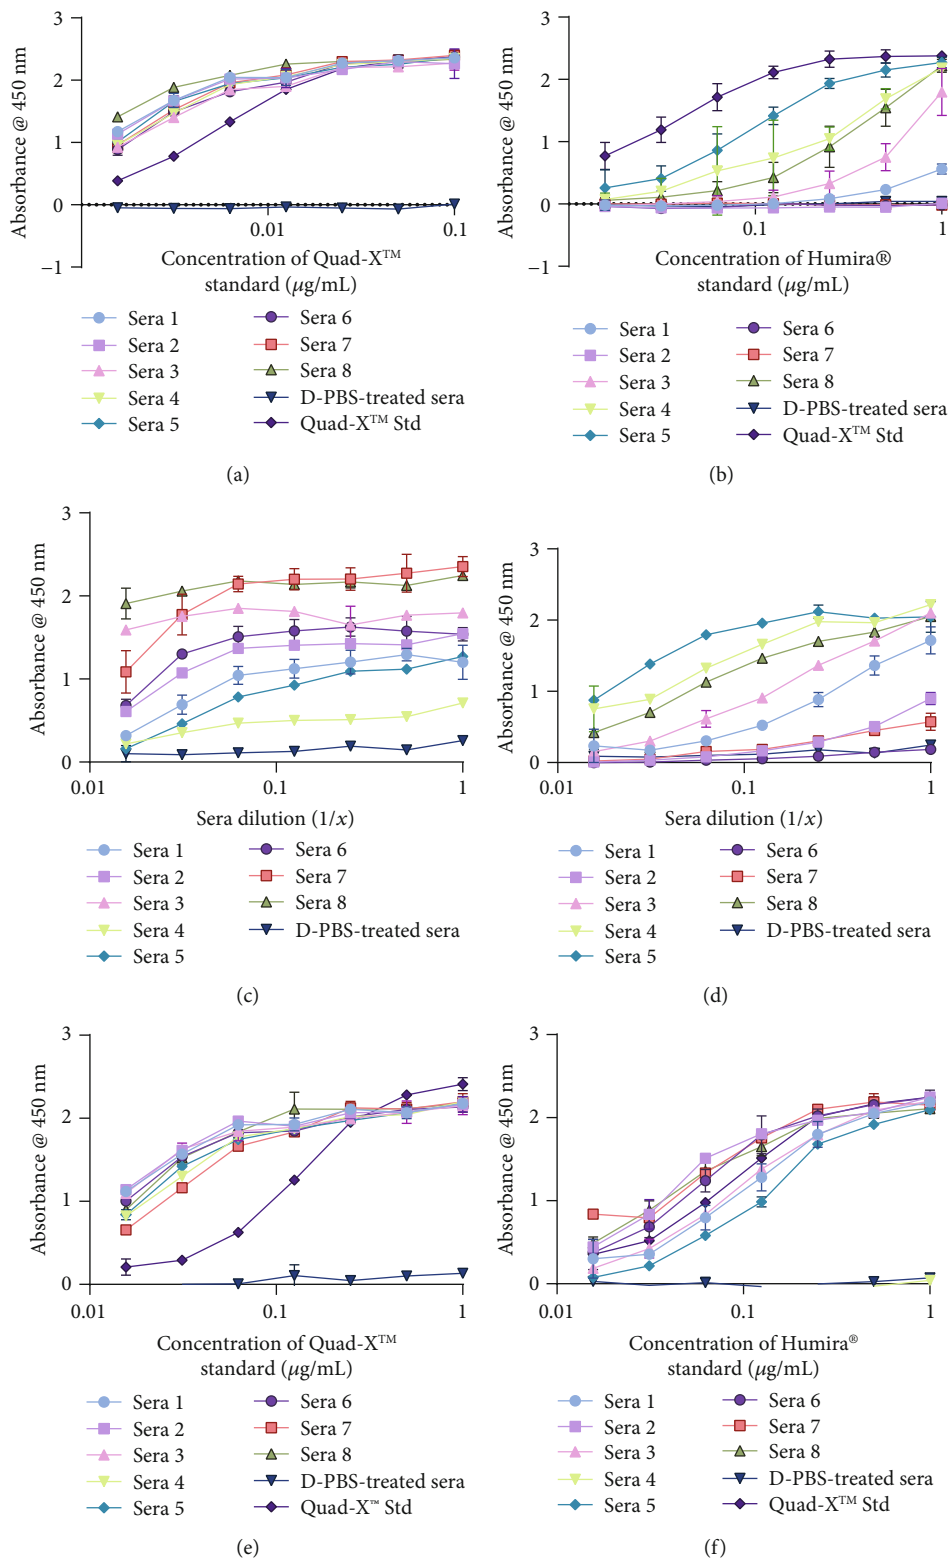 3
2
1
0
−1
Absorbance @ 450 nm
0.01
0.1
Concentration of Quad-X™
standard (μg/mL)
Sera 1
Sera 2
Sera 3
Sera 4
Sera 5
Sera 6
Sera 7
Sera 8
D-PBS-treated sera
Quad-X™ Std
(a)
3
2
1
0
−1
Absorbance @ 450 nm
0.1
1
Concentration of Humira®
standard (μg/mL)
Sera 1
Sera 2
Sera 3
Sera 4
Sera 5
Sera 6
Sera 7
Sera 8
D-PBS-treated sera
Quad-X™ Std
(b)
3
2
1
0
Absorbance @ 450 nm
0.01
0.1
1
Sera dilution (1/x)
Sera 1
Sera 2
Sera 3
Sera 4
Sera 5
Sera 6
Sera 7
Sera 8
D-PBS-treated sera
(c)
3
2
1
0
Absorbance @ 450 nm
0.01
0.1
1
Sera dilution (1/x)
Sera 1
Sera 2
Sera 3
Sera 4
Sera 5
Sera 6
Sera 7
Sera 8
D-PBS-treated sera
(d)
3
2
1
0
Absorbance @ 450 nm
0.01
0.1
1
Concentration of Quad-X™
standard (μg/mL)
Sera 1
Sera 2
Sera 3
Sera 4
Sera 5
Sera 6
Sera 7
Sera 8
D-PBS-treated sera
Quad-X™ Std
(e)
3
2
1
0
Absorbance @ 450 nm
0.01
0.1
1
Concentration of Humira®
standard (μg/mL)
Sera 1
Sera 2
Sera 3
Sera 4
Sera 5
Sera 6
Sera 7
Sera 8
D-PBS-treated sera
Quad-X™ Std
(f)